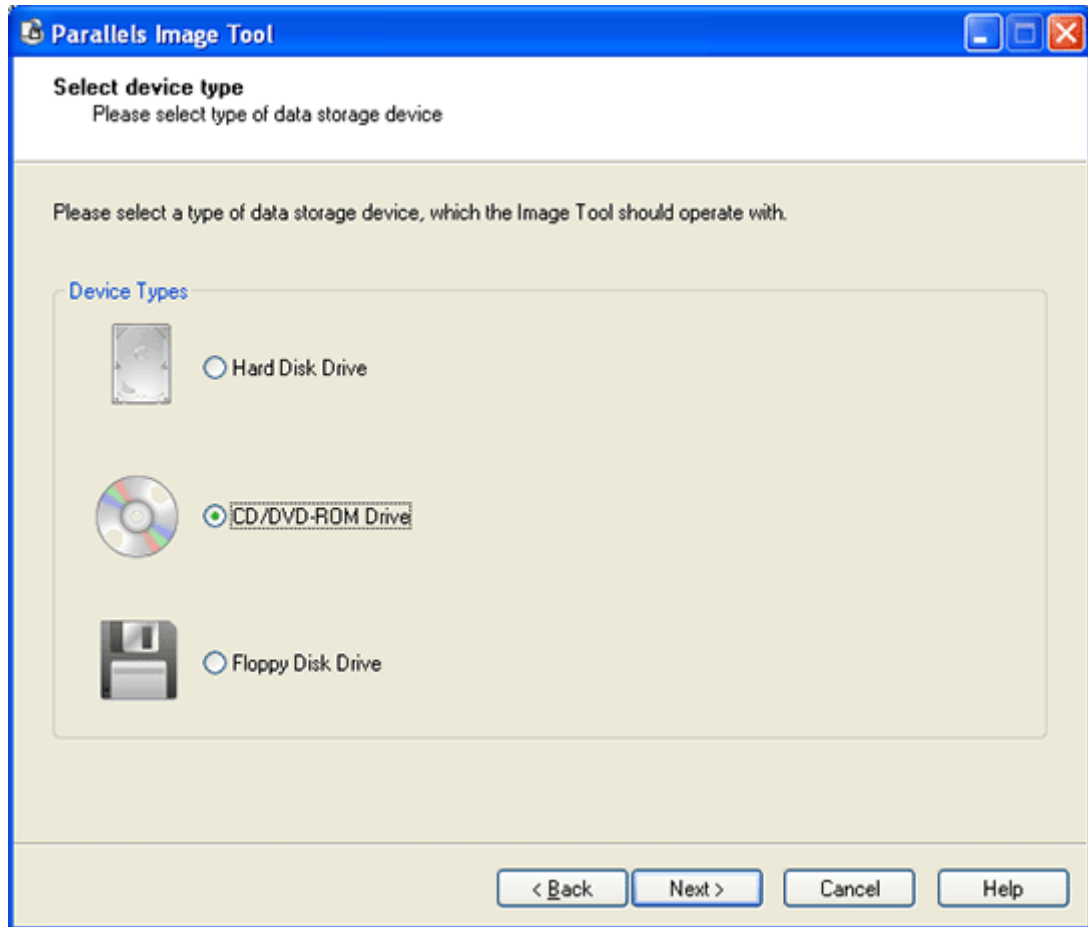 Parallels Image Tool
Select device type
Please select type of data storage device
Please select a type of data storage device, which the Image Tool should operate with.
Device Types
Hard Disk Drive
CD/DVD-ROM Drive
Floppy Disk Drive
< Back
Next >
Cancel
Help